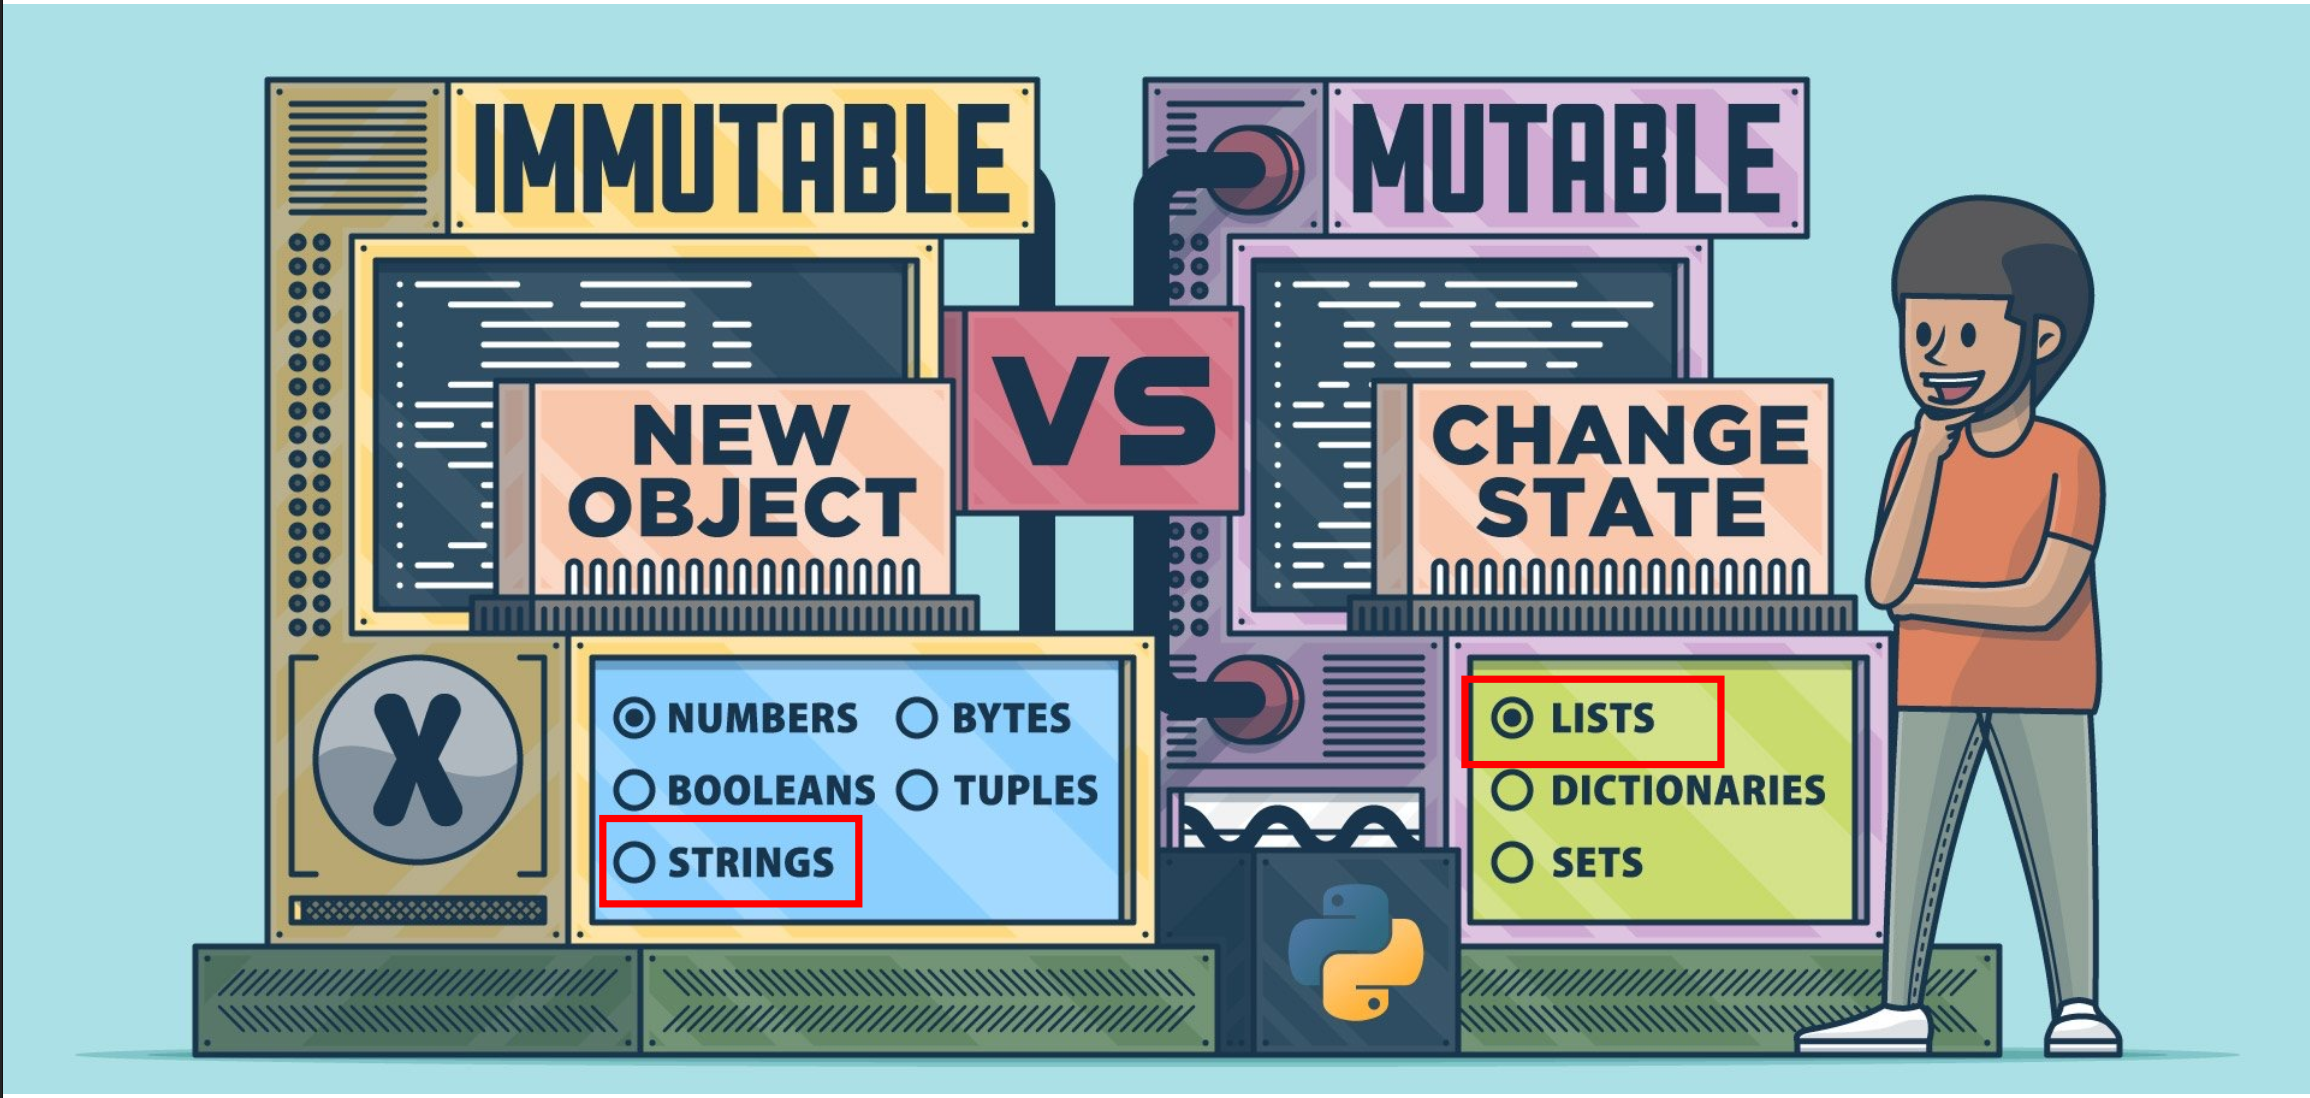 IMMUTABLE
MUTABLE
VS
NEW
OBJECT
CHANGE
STATE
X
NUMBERS
BYTES
BOOLEANS
TUPLES
STRINGS
LISTS
DICTIONARIES
SETS